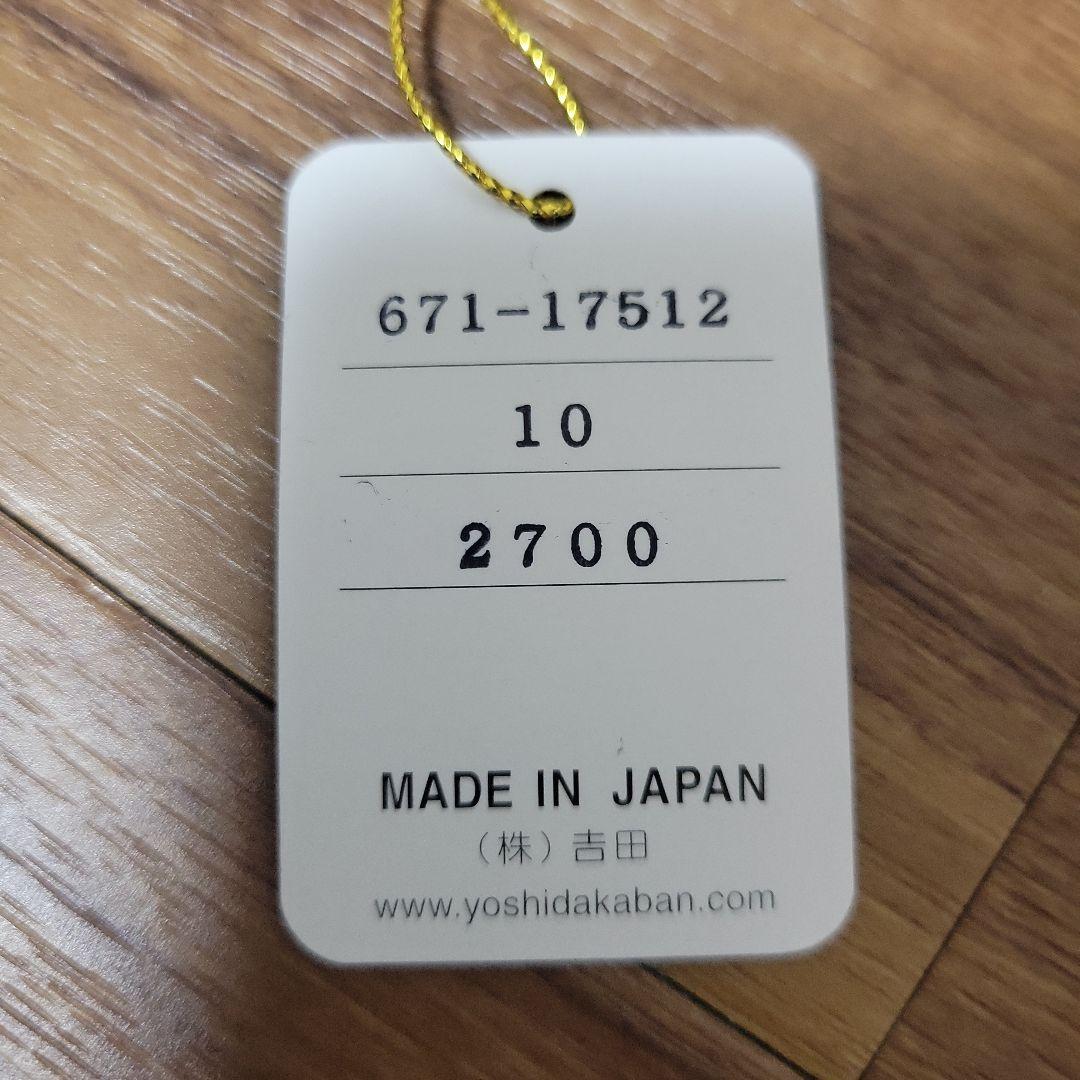 671-17512
10
2700
MADE IN JAPAN
（株）吉田
www.yoshidakaban.com